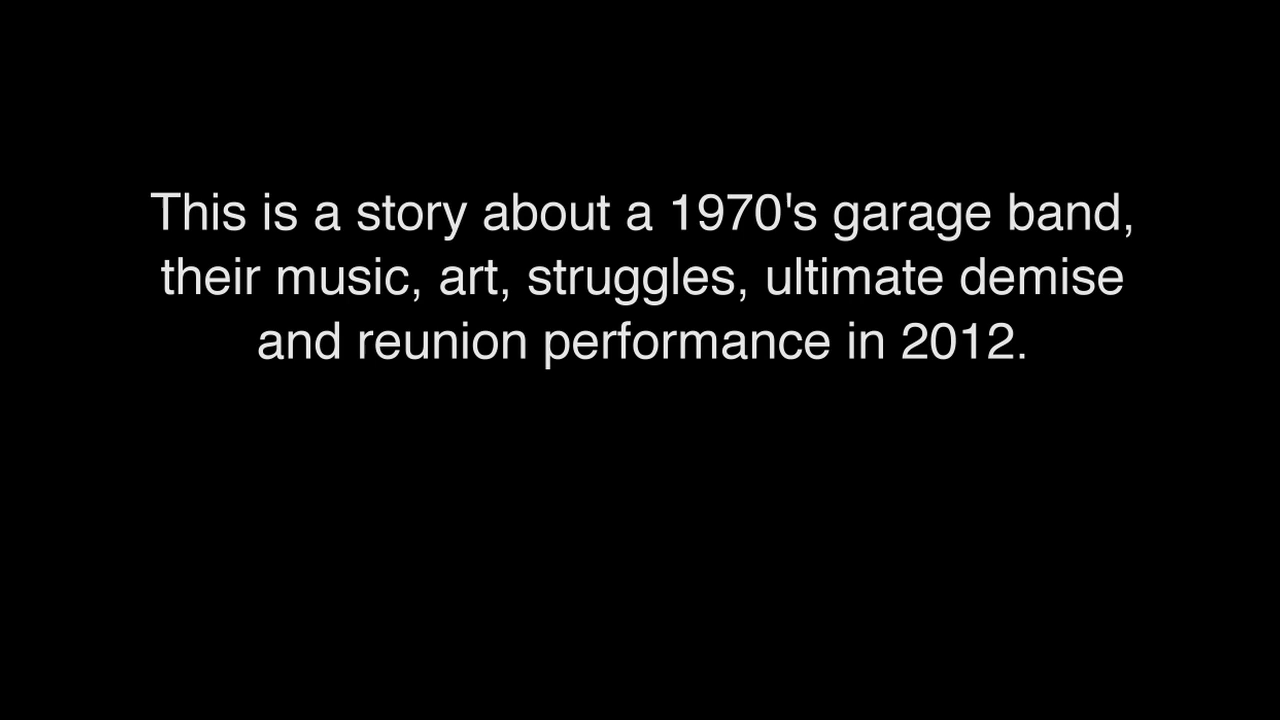 This is a story about a 1970's garage band,
their music, art, struggles, ultimate demise
and reunion performance in 2012.